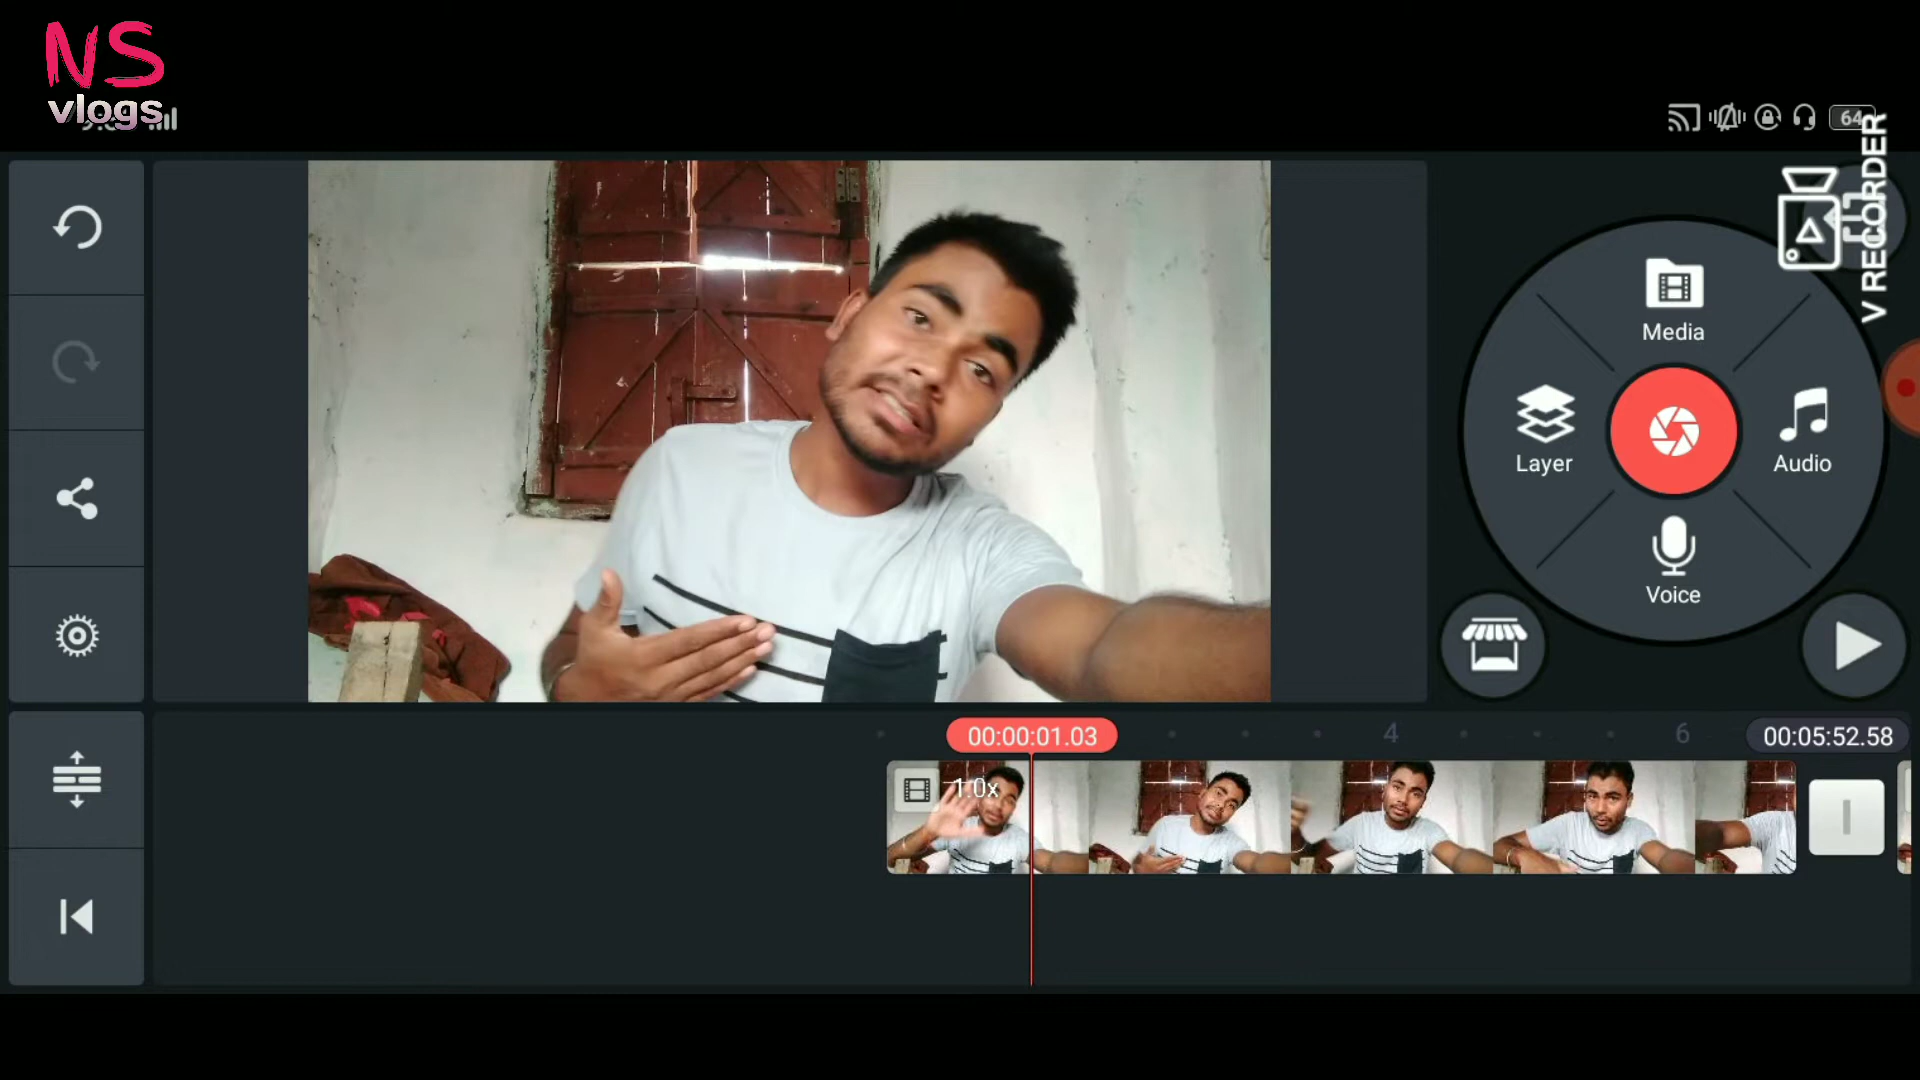 NS
vlogs
64
V RECORDER
Media
Layer
Audio
Voice
00:00:01.03
4
6
00:05:52.58
1.0x